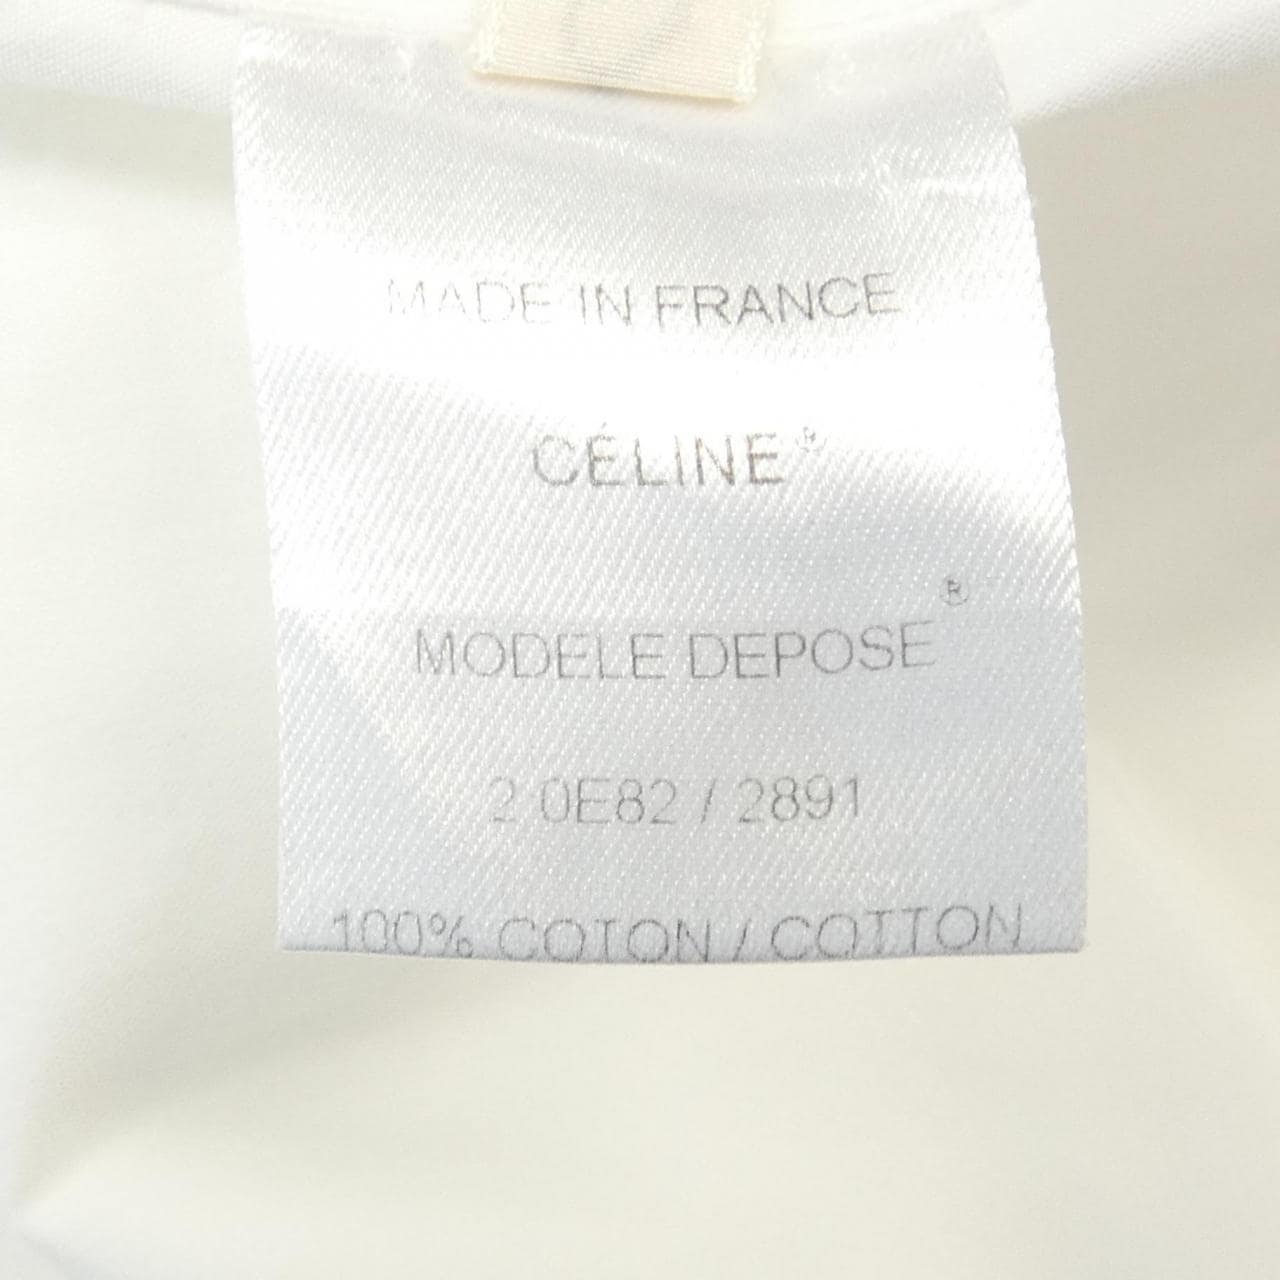 MADE IN FRANCE
CÉLINE®
MODELE DEPOSE®
2 0E82 / 2891
100% COTON / COTTON